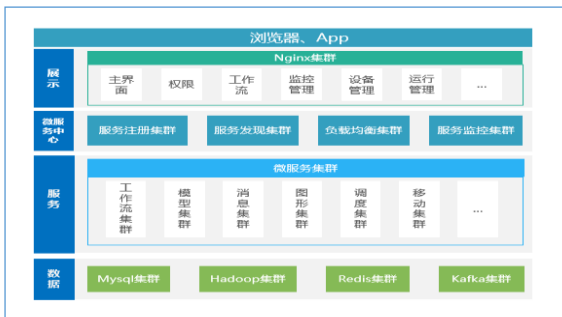 浏览器、App
展示
Nginx集群
主界面
权限
工作流
监控管理
设备管理
运行管理
...
微服务中心
服务注册集群
服务发现集群
负载均衡集群
服务监控集群
服务
微服务集群
工作流集群
模型集群
消息集群
图形集群
调度集群
移动集群
...
数据
Mysql集群
Hadoop集群
Redis集群
Kafka集群